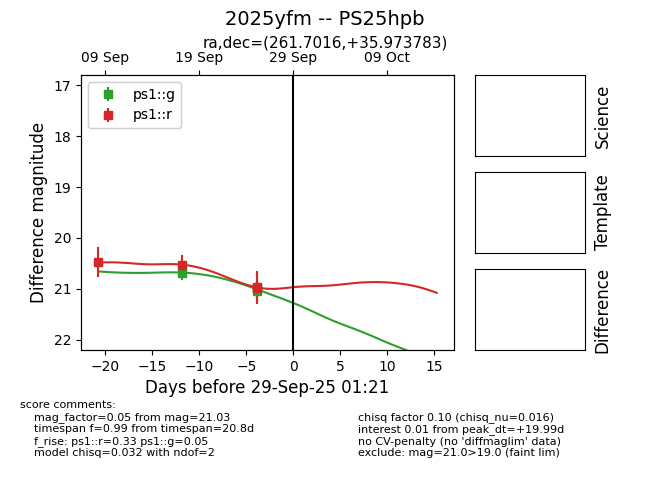 2025yfm -- PS25hpb
ra,dec=(261.7016,+35.973783)
09 Sep 19 Sep 29 Sep 09 Oct
ps1::g
ps1::r
17
18
19
20
21
22
Difference magnitude
−20 −15 −10 −5 0 5 10 15
Days before 29-Sep-25 01:21
Science
Template
Difference
score comments:
mag_factor=0.05 from mag=21.03
timespan f=0.99 from timespan=20.8d
f_rise: ps1::r=0.33 ps1::g=0.05
model chisq=0.032 with ndof=2
chisq factor 0.10 (chisq_nu=0.016)
interest 0.01 from peak_dt=+19.99d
no CV-penalty (no 'diffmaglim' data)
exclude: mag=21.0>19.0 (faint lim)